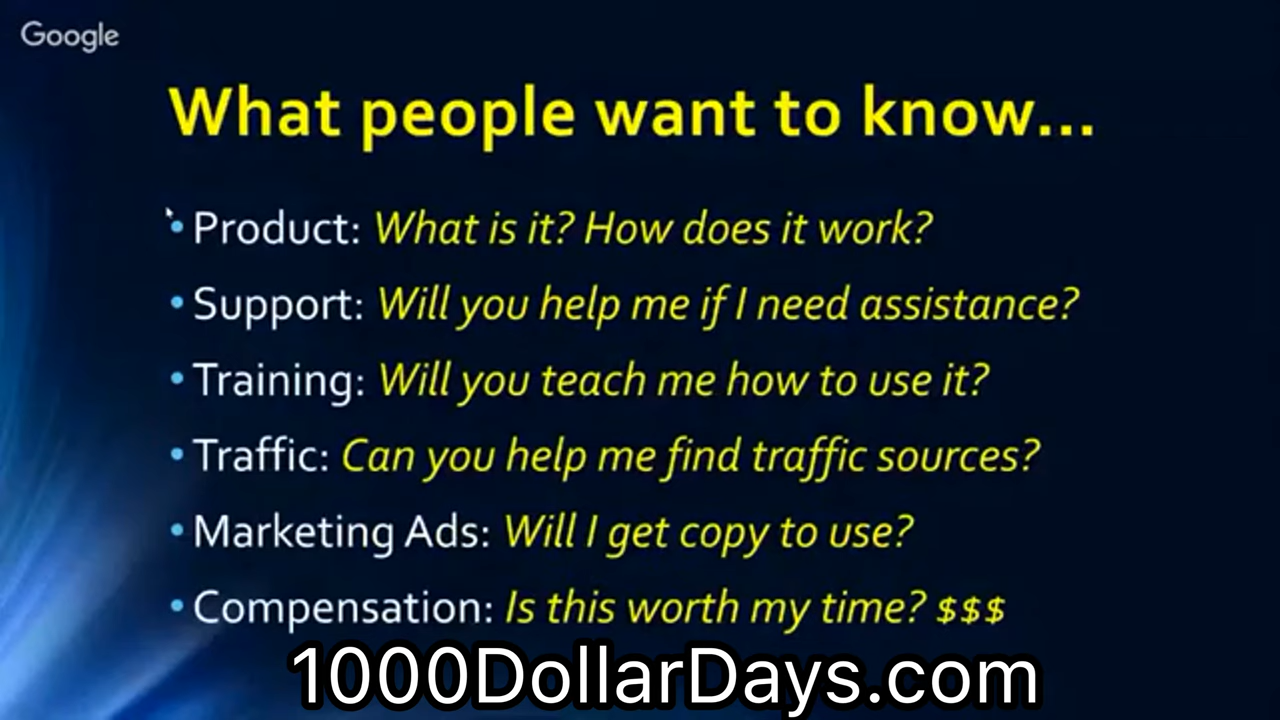 Google
What people want to know...
• Product: What is it? How does it work?
• Support: Will you help me if I need assistance?
• Training: Will you teach me how to use it?
• Traffic: Can you help me find traffic sources?
• Marketing Ads: Will I get copy to use?
• Compensation: Is this worth my time? $$$
1000DollarDays.com